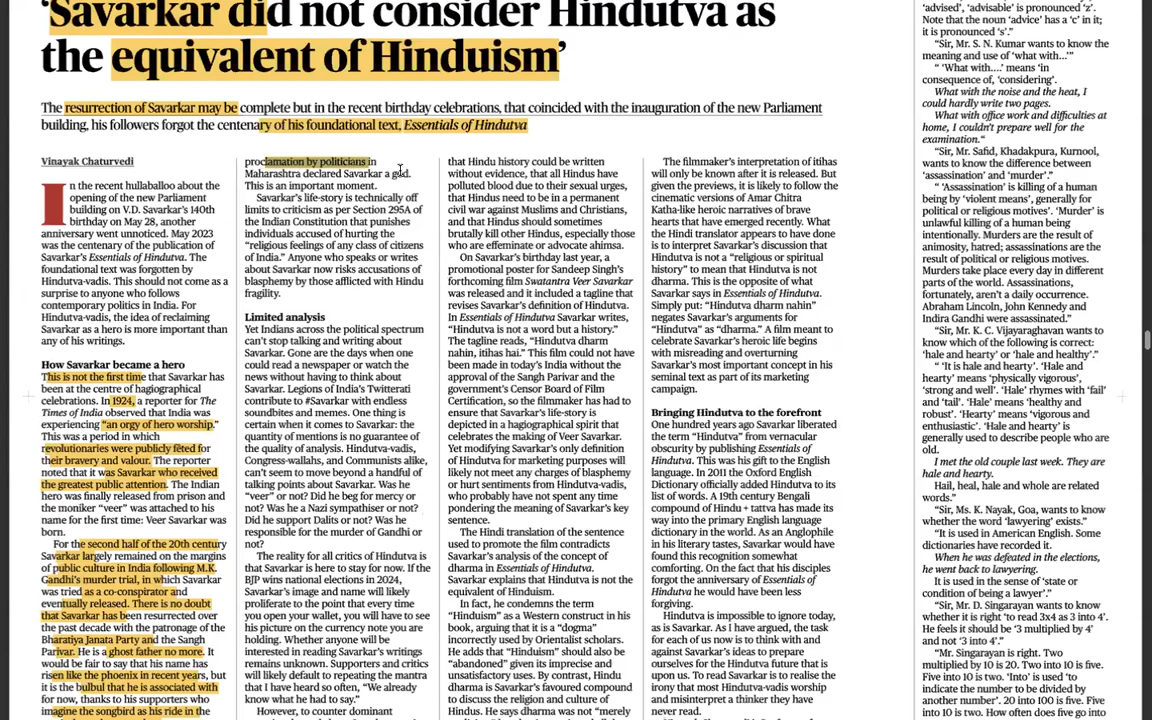 ‘Savarkar did not consider Hindutva as
the equivalent of Hinduism’
The resurrection of Savarkar may be complete but in the recent birthday celebrations, that coincided with the inauguration of the new Parliament
building, his followers forgot the centenary of his foundational text, Essentials of Hindutva
Vinayak Chaturvedi
In the recent hullaballoo about the
opening of the new Parliament
building on V.D. Savarkar’s 140th
birthday on May 28, another
anniversary went unnoticed. May 2023
was the centenary of the publication of
Savarkar’s Essentials of Hindutva. The
foundational text was forgotten by
Hindutva-vadis. This should not come as a
surprise to anyone who follows
contemporary politics in India. For
Hindutva-vadis, the idea of reclaiming
Savarkar as a hero is more important than
any of his writings.
How Savarkar became a hero
This is not the first time that Savarkar has
been at the centre of hagiographical
celebrations. In 1924, a reporter for The
Times of India observed that India was
experiencing “an orgy of hero worship.”
This was a period in which
revolutionaries were publicly fêted for
their bravery and valour. The reporter
noted that it was Savarkar who received
the greatest public attention. The Indian
hero was finally released from prison and
the moniker “veer” was attached to his
name for the first time: Veer Savarkar was
born.
For the second half of the 20th century
Savarkar largely remained on the margins
of public culture in India following M.K.
Gandhi’s murder trial, in which Savarkar
was tried as a co-conspirator and
eventually released. There is no doubt
that Savarkar has been resurrected over
the past decade with the patronage of the
Bharatiya Janata Party and the Sangh
Parivar. He is a ghost father no more. It
would be fair to say that his name has
risen like the phoenix in recent years, but
it is the bulbul that he is associated with
for now, thanks to his supporters who
imagine the songbird as his ride in the
proclamation by politicians in
Maharashtra declared Savarkar a god.
This is an important moment.
Savarkar’s life-story is technically off
limits to criticism as per Section 295A of
the Indian Constitution that punishes
individuals accused of hurting the
“religious feelings of any class of citizens
of India.” Anyone who speaks or writes
about Savarkar now risks accusations of
blasphemy by those afflicted with Hindu
fragility.
Limited analysis
Yet Indians across the political spectrum
can’t stop talking and writing about
Savarkar. Gone are the days when one
could read a newspaper or watch the
news without having to think about
Savarkar. Legions of India’s Twitterati
contribute to #Savarkar with endless
soundbites and memes. One thing is
certain when it comes to Savarkar: the
quantity of mentions is no guarantee of
the quality of analysis. Hindutva-vadis,
Congress-wallahs, and Communists alike,
can’t seem to move beyond a handful of
talking points about Savarkar. Was he
“veer” or not? Did he beg for mercy or
not? Was he a Nazi sympathiser or not?
Did he support Dalits or not? Was he
responsible for the murder of Gandhi or
not?
The reality for all critics of Hindutva is
that Savarkar is here to stay for now. If the
BJP wins national elections in 2024,
Savarkar’s image and name will likely
proliferate to the point that every time
you open your wallet, you will have to see
his picture on the currency note you are
holding. Whether anyone will be
interested in reading Savarkar’s writings
remains unknown. Supporters and critics
will likely default to repeating the mantra
that I have heard so often, “We already
know what he had to say.”
However, to counter dominant
that Hindu history could be written
without evidence, that all Hindus have
polluted blood due to their sexual urges,
that Hindus need to be in a permanent
civil war against Muslims and Christians,
and that Hindus should sometimes
brutally kill other Hindus, especially those
who are effeminate or advocate ahimsa.
On Savarkar’s birthday last year, a
promotional poster for Sandeep Singh’s
forthcoming film Swatantra Veer Savarkar
was released and it included a tagline that
revises Savarkar’s definition of Hindutva.
In Essentials of Hindutva Savarkar writes,
“Hindutva is not a word but a history.”
The tagline reads, “Hindutva dharm
nahin, itihas hai.” This film could not have
been made in today’s India without the
approval of the Sangh Parivar and the
government’s Censor Board of Film
Certification, so the filmmaker has had to
ensure that Savarkar’s life-story is
depicted in a hagiographical spirit that
celebrates the making of Veer Savarkar.
Yet modifying Savarkar’s only definition
of Hindutva for marketing purposes will
likely not meet any charges of blasphemy
or hurt sentiments from Hindutva-vadis,
who probably have not spent any time
pondering the meaning of Savarkar’s key
sentence.
The Hindi translation of the sentence
used to promote the film contradicts
Savarkar’s analysis of the concept of
dharma in Essentials of Hindutva.
Savarkar explains that Hindutva is not the
equivalent of Hinduism.
In fact, he condemns the term
“Hinduism” as a Western construct in his
book, arguing that it is a “dogma”
incorrectly used by Orientalist scholars.
He adds that “Hinduism” should also be
“abandoned” given its imprecise and
unsatisfactory uses. By contrast, Hindu
dharma is Savarkar’s favoured compound
to discuss the religion and culture of
Hindus. He says dharma was not “merely
The filmmaker’s interpretation of itihas
will only be known after it is released. But
given the previews, it is likely to follow the
cinematic versions of Amar Chitra
Katha-like heroic narratives of brave
hearts that have emerged recently. What
the Hindi translator appears to have done
is to interpret Savarkar’s discussion that
Hindutva is not a “religious or spiritual
history” to mean that Hindutva is not
dharma. This is the opposite of what
Savarkar says in Essentials of Hindutva.
Simply put: “Hindutva dharm nahin”
negates Savarkar’s arguments for
“Hindutva” as “dharma.” A film meant to
celebrate Savarkar’s heroic life begins
with misreading and overturning
Savarkar’s most important concept in his
seminal text as part of its marketing
campaign.
Bringing Hindutva to the forefront
One hundred years ago Savarkar liberated
the term “Hindutva” from vernacular
obscurity by publishing Essentials of
Hindutva. This was his gift to the English
language. In 2011 the Oxford English
Dictionary officially added Hindutva to its
list of words. A 19th century Bengali
compound of Hindu + tattva has made its
way into the primary English language
dictionary in the world. As an Anglophile
in his literary tastes, Savarkar would have
found this recognition somewhat
comforting. On the fact that his disciples
forgot the anniversary of Essentials of
Hindutva he would have been less
forgiving.
Hindutva is impossible to ignore today,
as is Savarkar. As I have argued, the task
for each of us now is to think with and
against Savarkar’s ideas to prepare
ourselves for the Hindutva future that is
upon us. To read Savarkar is to realise the
irony that most Hindutva-vadis worship
and misinterpret a thinker they have
never read.
‘advised’, ‘advisable’ is pronounced ‘z’.
Note that the noun ‘advice’ has a ‘c’ in it;
it is pronounced ‘s’.”
“Sir, Mr. S. N. Kumar wants to know the
meaning and use of ‘what with...’”
“ ‘What with....’ means ‘in
consequence of, ‘considering’.
What with the noise and the heat, I
could hardly write two pages.
What with office work and difficulties at
home, I couldn’t prepare well for the
examination.“
“Sir, Mr. Safid, Khadakpura, Kurnool,
wants to know the difference between
‘assassination’ and ‘murder’.”
“ ‘Assassination’ is killing of a human
being by ‘violent means’, generally for
political or religious motives’. ‘Murder’ is
unlawful killing of a human being
intentionally. Murders are the result of
animosity, hatred; assassinations are the
result of political or religious motives.
Murders take place every day in different
parts of the world. Assassinations,
fortunately, aren’t a daily occurrence.
Abraham Lincoln, John Kennedy and
Indira Gandhi were assassinated.”
“Sir, Mr. K. C. Vijayaraghavan wants to
know which of the following is correct:
‘hale and hearty’ or ‘hale and healthy’.”
“ ‘It is hale and hearty’. ‘Hale and
hearty’ means ‘physically vigorous’,
‘strong and well’. ‘Hale’ rhymes with ‘fail’
and ‘tail’. ‘Hale’ means ‘healthy and
robust’. ‘Hearty’ means ‘vigorous and
enthusiastic’. ‘Hale and hearty’ is
generally used to describe people who are
old.
I met the old couple last week. They are
hale and hearty.
Hail, heal, hale and whole are related
words.”
“Sir, Ms. K. Nayak, Goa, wants to know
whether the word ‘lawyering’ exists.”
“It is used in American English. Some
dictionaries have recorded it.
When he was defeated in the elections,
he went back to lawyering.
It is used in the sense of ‘state or
condition of being a lawyer’.”
“Sir, Mr. D. Singarayan wants to know
whether it is right ‘to read 3x4 as 3 into 4’.
He feels it should be ‘3 multiplied by 4’
and not ‘3 into 4’.”
“Mr. Singarayan is right. Two
multiplied by 10 is 20. Two into 10 is five.
Five into 10 is two. ‘Into’ is used to
‘indicate the number to be divided by
another number’. 20 into 100 is five. Five
into 10 is two. How often does five go into